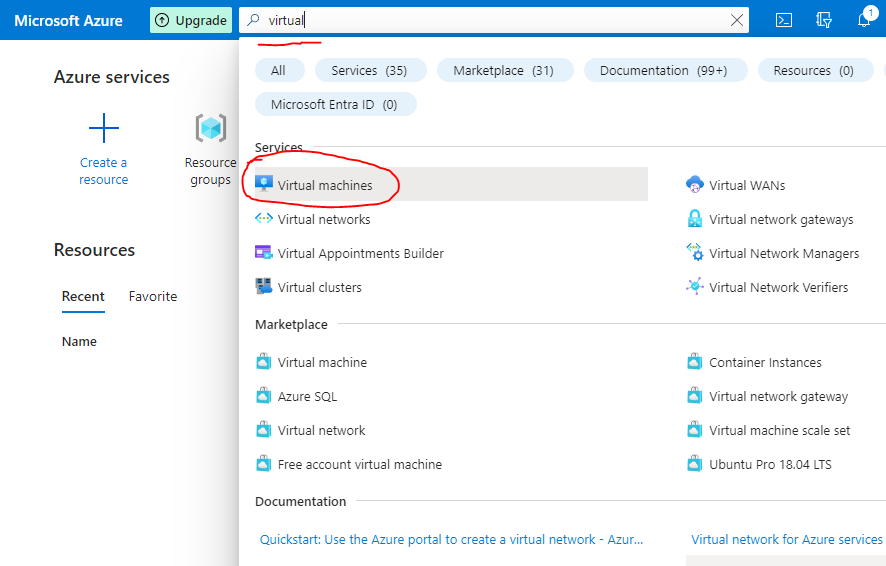 Microsoft Azure
Upgrade
virtual
1
All
Services (35)
Marketplace (31)
Documentation (99+)
Resources (0)
Microsoft Entra ID (0)
Azure services
Create a
resource
Resource
groups
Resources
Recent
Favorite
Name
Services
Virtual machines
Virtual WANs
Virtual networks
Virtual network gateways
Virtual Appointments Builder
Virtual Network Managers
Virtual clusters
Virtual Network Verifiers
Marketplace
Virtual machine
Container Instances
Azure SQL
Virtual network gateway
Virtual network
Virtual machine scale set
Free account virtual machine
Ubuntu Pro 18.04 LTS
Documentation
Quickstart: Use the Azure portal to create a virtual network - Azur...
Virtual network for Azure services